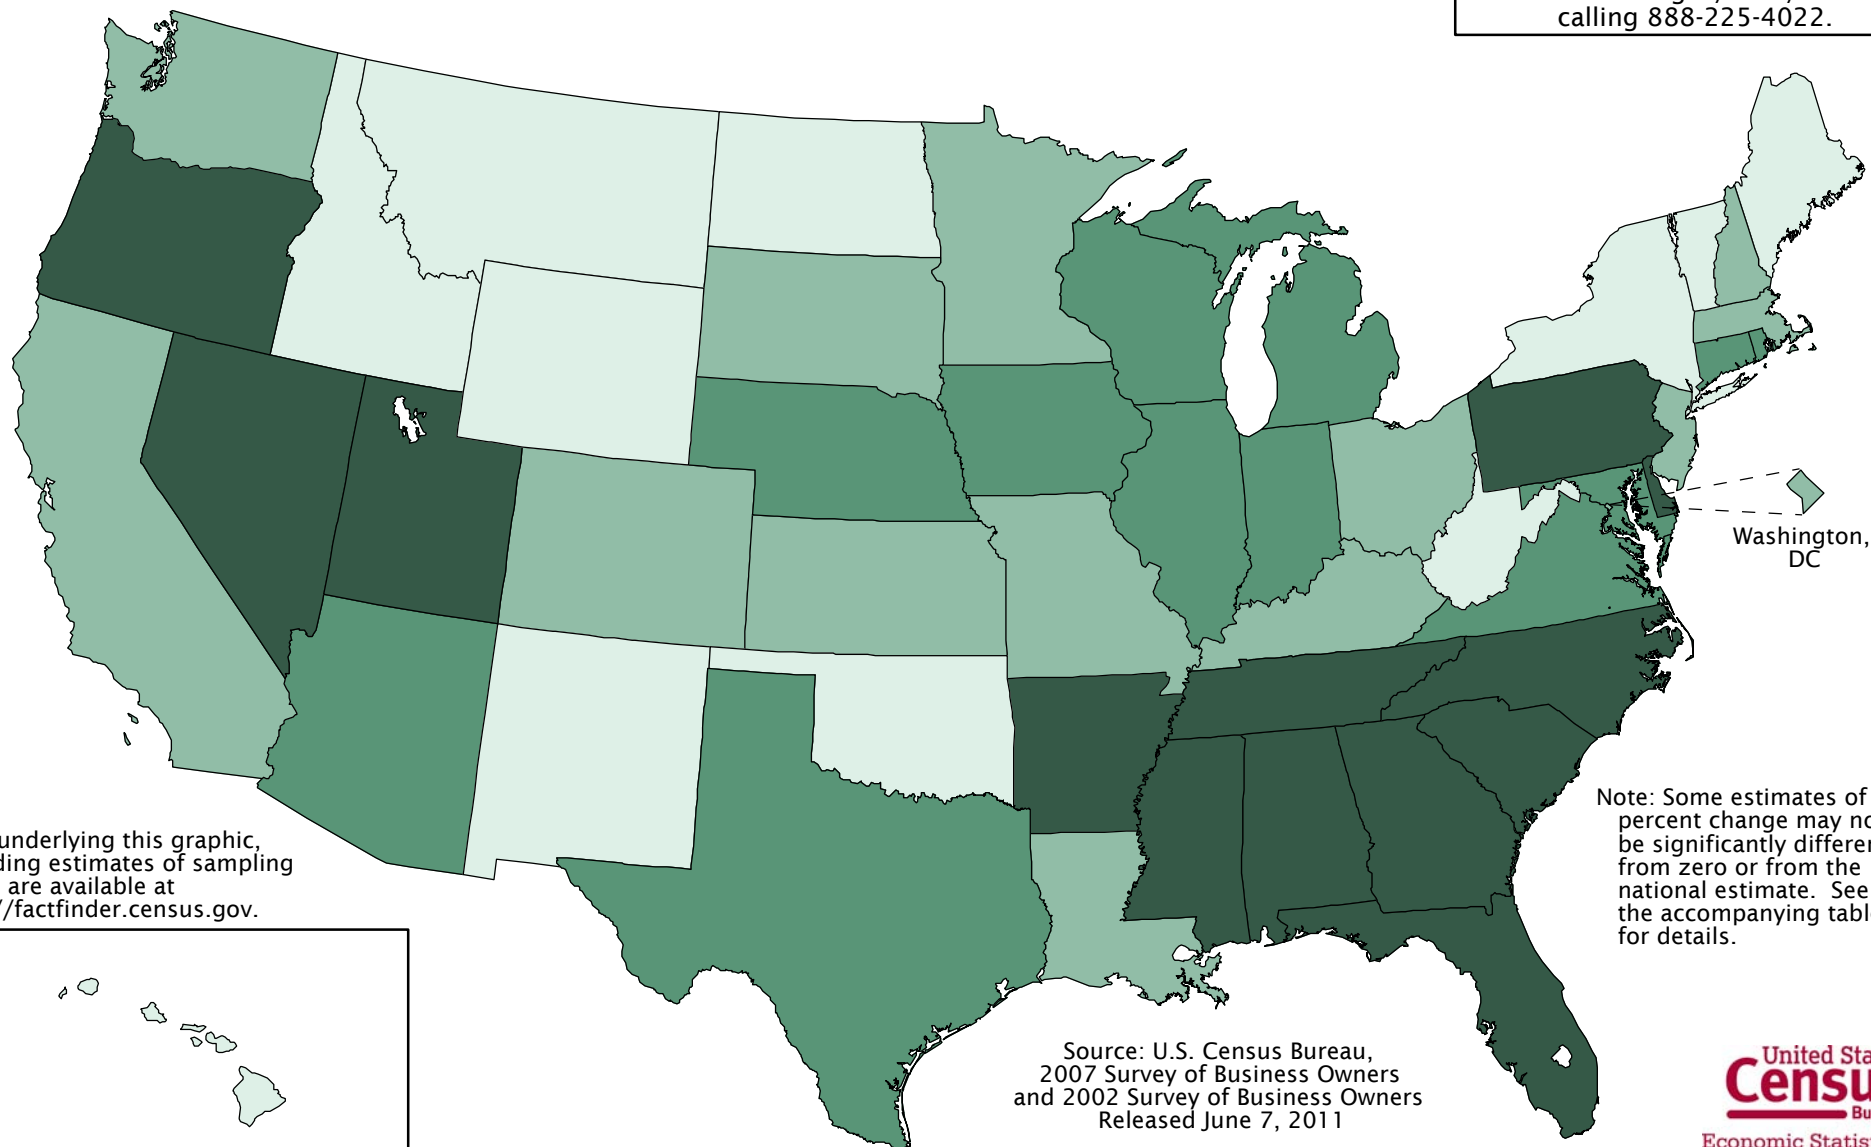 calling 888-225-4022.
Washington,
DC
Note: Some estimates of
percent change may no
be significantly differen
from zero or from the
national estimate. See
the accompanying tabl
for details.
underlying this graphic,
ding estimates of sampling
are available at
//factfinder.census.gov.
Source: U.S. Census Bureau,
2007 Survey of Business Owners
and 2002 Survey of Business Owners
Released June 7, 2011
United Sta
Censu
Bu
Economic Statis